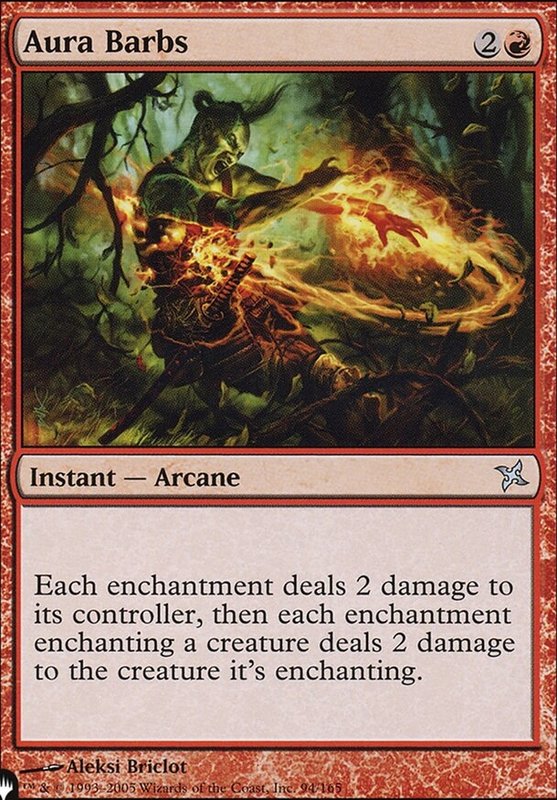 Aura Barbs 2
Instant — Arcane
Each enchantment deals 2 damage to
its controller, then each enchantment
enchanting a creature deals 2 damage
to the creature it's enchanting.
Aleksi Briclot
™ & © 1993–2005 Wizards of the Coast, Inc. 94/165